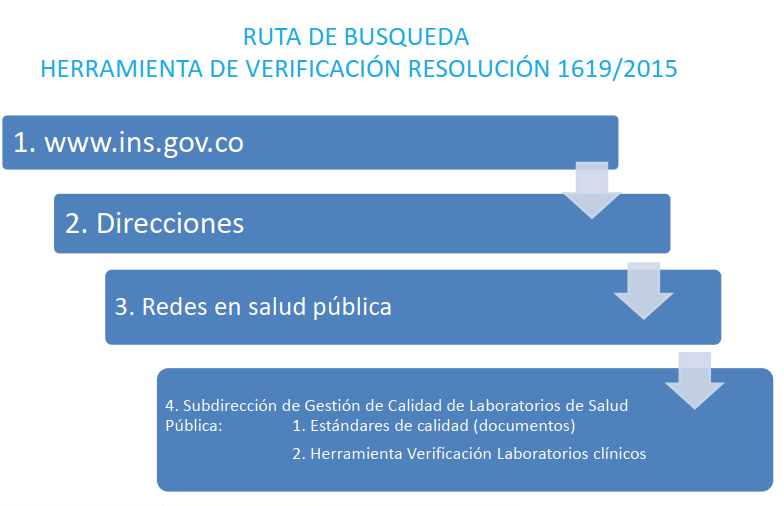 RUTA DE BUSQUEDA
HERRAMIENTA DE VERIFICACIÓN RESOLUCIÓN 1619/2015
1. www.ins.gov.co
2. Direcciones
3. Redes en salud pública
4. Subdirección de Gestión de Calidad de Laboratorios de Salud
Pública: 1. Estándares de calidad (documentos)
2. Herramienta Verificación Laboratorios clínicos